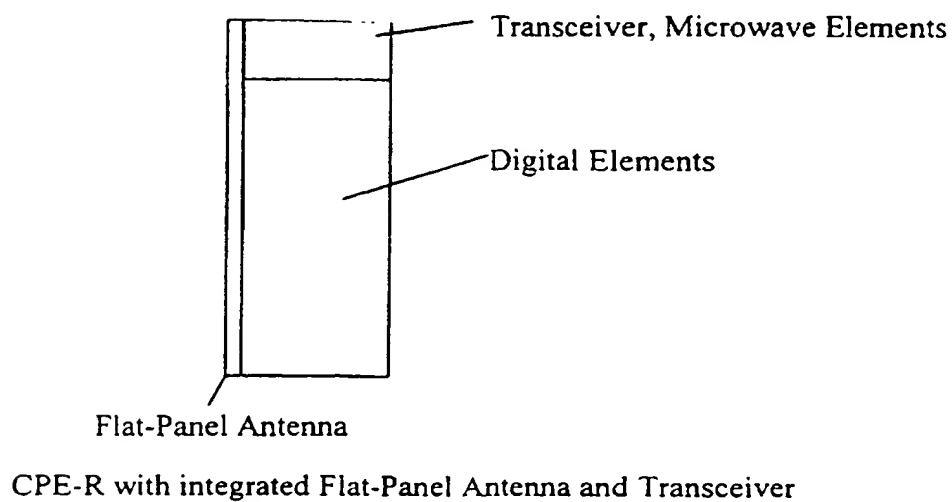 Transceiver, Microwave Elements
Digital Elements
Flat-Panel Antenna
CPE-R with integrated Flat-Panel Antenna and Transceiver